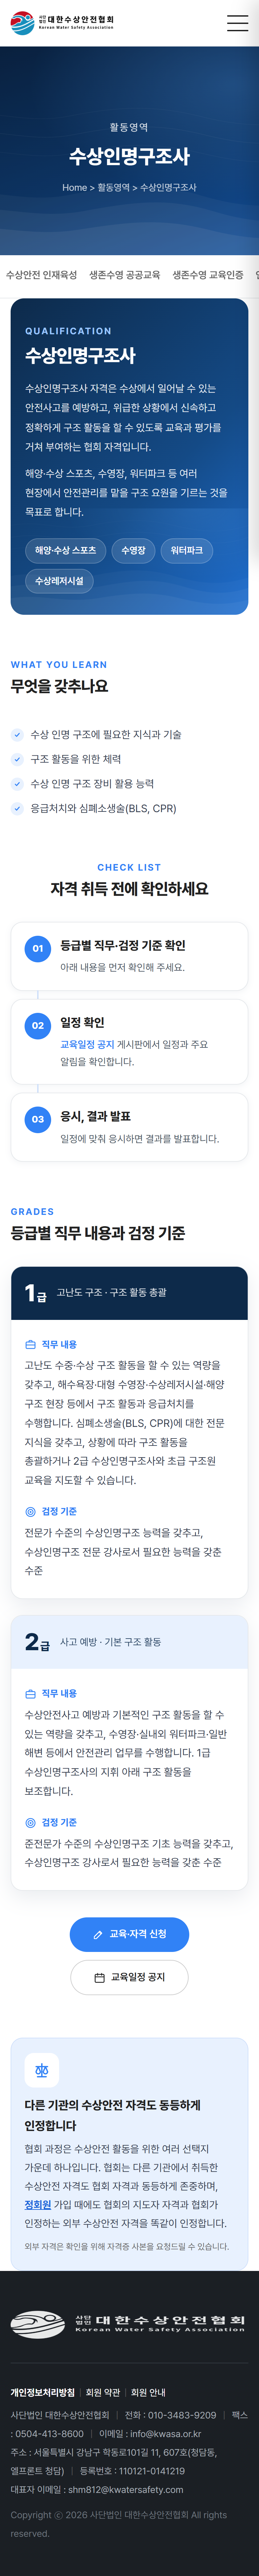 사단법인 대한수상안전협회
Korean Water Safety Association
활동영역
수상인명구조사
Home > 활동영역 > 수상인명구조사
수상안전 인재육성 생존수영 공공교육 생존수영 교육인증
QUALIFICATION
수상인명구조사
수상인명구조사 자격은 수상에서 일어날 수 있는
안전사고를 예방하고, 위급한 상황에서 신속하고
정확하게 구조 활동을 할 수 있도록 교육과 평가를
거쳐 부여하는 협회 자격입니다.
해양·수상 스포츠, 수영장, 워터파크 등 여러
현장에서 안전관리를 맡을 구조 요원을 기르는 것을
목표로 합니다.
해양·수상 스포츠 수영장 워터파크
수상레저시설
WHAT YOU LEARN
무엇을 갖추나요
수상 인명 구조에 필요한 지식과 기술
구조 활동을 위한 체력
수상 인명 구조 장비 활용 능력
응급처치와 심폐소생술(BLS, CPR)
CHECK LIST
자격 취득 전에 확인하세요
01 등급별 직무·검정 기준 확인
아래 내용을 먼저 확인해 주세요.
02 일정 확인
교육일정 공지 게시판에서 일정과 주요
알림을 확인합니다.
03 응시, 결과 발표
일정에 맞춰 응시하면 결과를 발표합니다.
GRADES
등급별 직무 내용과 검정 기준
1급 고난도 구조 · 구조 활동 총괄
직무 내용
고난도 수중·수상 구조 활동을 할 수 있는 역량을
갖추고, 해수욕장·대형 수영장·수상레저시설·해양
구조 현장 등에서 구조 활동과 응급처치를
수행합니다. 심폐소생술(BLS, CPR)에 대한 전문
지식을 갖추고, 상황에 따라 구조 활동을
총괄하거나 2급 수상인명구조사와 초급 구조원
교육을 지도할 수 있습니다.
검정 기준
전문가 수준의 수상인명구조 능력을 갖추고,
수상인명구조 전문 강사로서 필요한 능력을 갖춘
수준
2급 사고 예방 · 기본 구조 활동
직무 내용
수상안전사고 예방과 기본적인 구조 활동을 할 수
있는 역량을 갖추고, 수영장·실내외 워터파크·일반
해변 등에서 안전관리 업무를 수행합니다. 1급
수상인명구조사의 지휘 아래 구조 활동을
보조합니다.
검정 기준
준전문가 수준의 수상인명구조 기초 능력을 갖추고,
수상인명구조 강사로서 필요한 능력을 갖춘 수준
교육·자격 신청
교육일정 공지
다른 기관의 수상안전 자격도 동등하게
인정합니다
협회 과정은 수상안전 활동을 위한 여러 선택지
가운데 하나입니다. 협회는 다른 기관에서 취득한
수상안전 자격도 협회 자격과 동등하게 존중하며,
정회원 가입 때에도 협회의 지도자 자격과 협회가
인정하는 외부 수상안전 자격을 똑같이 인정합니다.
외부 자격은 확인을 위해 자격증 사본을 요청드릴 수 있습니다.
사단법인 대한수상안전협회
Korean Water Safety Association
개인정보처리방침 | 회원 약관 | 회원 안내
사단법인 대한수상안전협회 | 전화 : 010-3483-9209 | 팩스
: 0504-413-8600 | 이메일 : info@kwasa.or.kr
주소 : 서울특별시 강남구 학동로101길 11, 607호(청담동,
엘프론트 청담) | 등록번호 : 110121-0141219
대표자 이메일 : shm812@kwatersafety.com
Copyright ⓒ 2026 사단법인 대한수상안전협회 All rights
reserved.